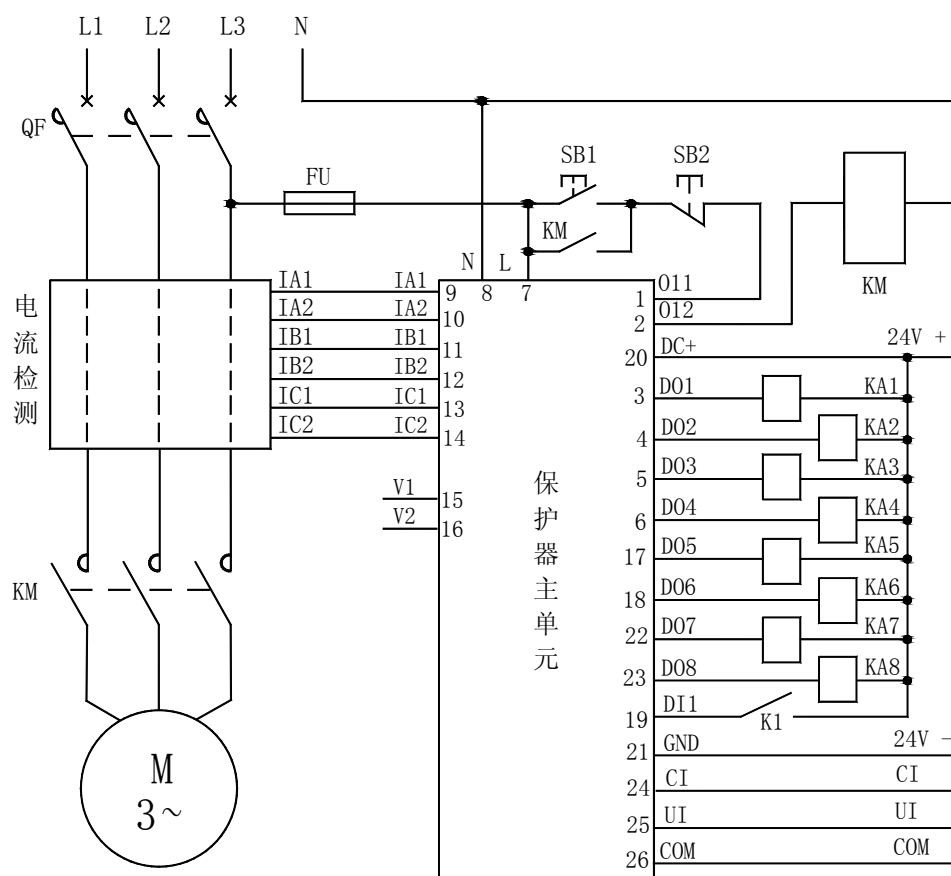 L1 L2 L3 N
QF
FU
SB1 SB2
KM
KM
N L
8 7
电流检测
IA1 IA1 9
IA2 IA2 10
IB1 IB1 11
IB2 IB2 12
IC1 IC1 13
IC2 IC2 14
V1 15
V2 16
保护器主单元
1 O11
2 O12
20 DC+ 24V +
3 DO1 KA1
4 DO2 KA2
5 DO3 KA3
6 DO4 KA4
17 DO5 KA5
18 DO6 KA6
22 DO7 KA7
23 DO8 KA8
19 DI1 K1
21 GND 24V -
24 CI CI
25 UI UI
26 COM COM
KM
M
3~